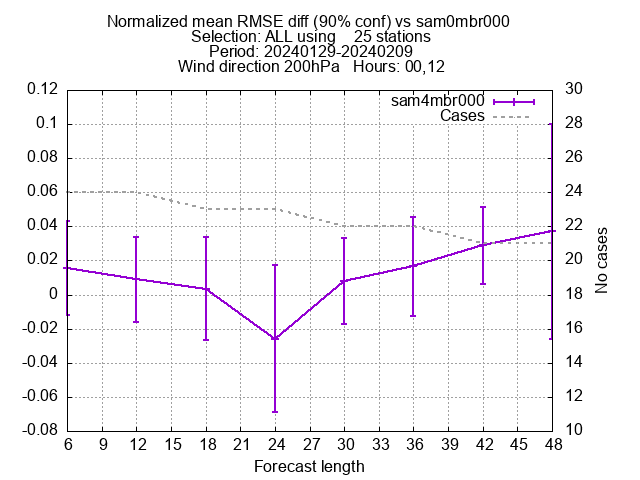 Normalized mean RMSE diff (90% conf) vs sam0mbr000
Selection: ALL using    25 stations
Period: 20240129-20240209
Wind direction 200hPa   Hours: 00,12
sam4mbr000
Cases
0.12
0.1
0.08
0.06
0.04
0.02
0
-0.02
-0.04
-0.06
-0.08
30
28
26
24
22
20
18
16
14
12
10
No cases
6 9 12 15 18 21 24 27 30 33 36 39 42 45 48
Forecast length